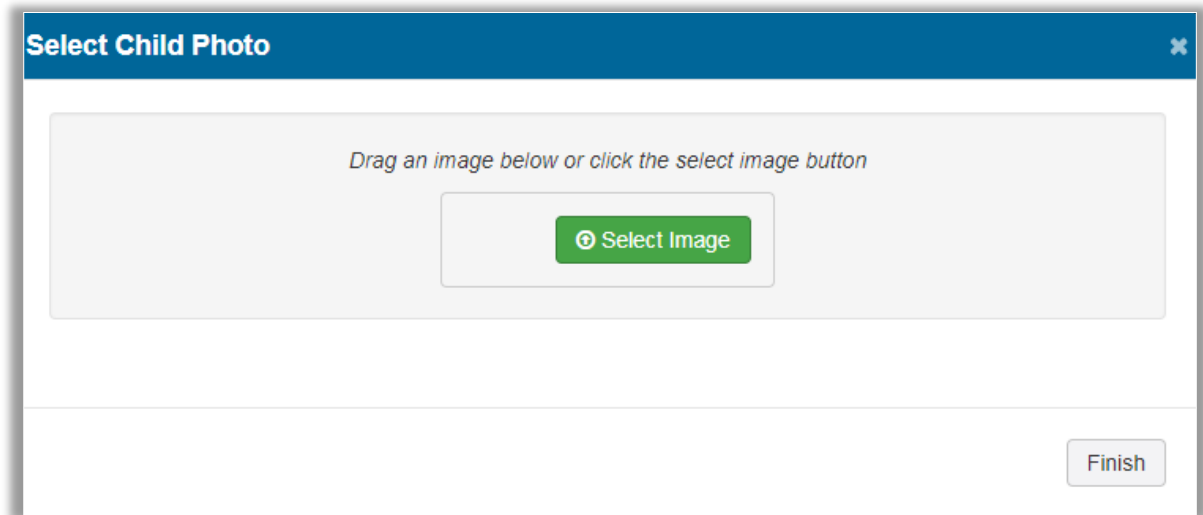 Select Child Photo
Drag an image below or click the select image button
Select Image
Finish